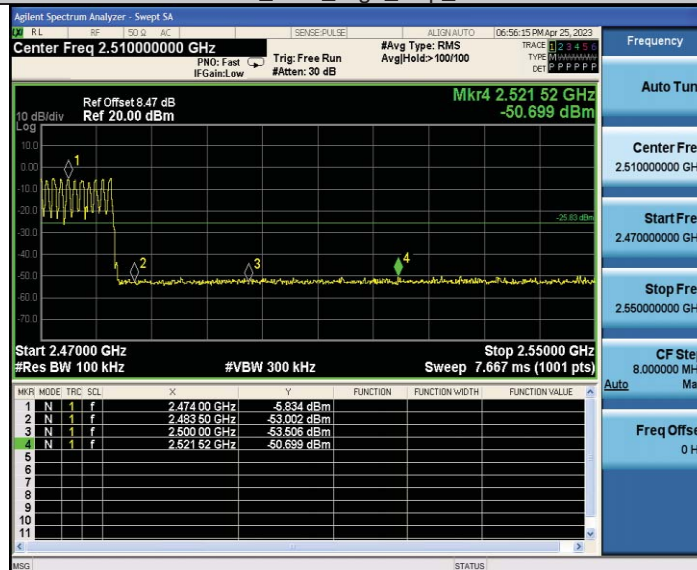 Agilent Spectrum Analyzer - Swept SA
RL RF 50 Ω AC SENSE:PULSE ALIGN AUTO 06:56:15 PM Apr 25, 2023
Center Freq 2.510000000 GHz
PNO: Fast
IFGain:Low
Trig: Free Run
#Atten: 30 dB
#Avg Type: RMS
Avg|Hold:> 100/100
TRACE 1 2 3 4 5 6
TYPE M
DET P P P P P P
Ref Offset 8.47 dB
10 dB/div Ref 20.00 dBm
Log
Mkr4 2.521 52 GHz
-50.699 dBm
10.0
0.00
-10.0
-20.0
-30.0
-40.0
-50.0
-60.0
-70.0
1
2
3
4
-25.83 dBm
Start 2.47000 GHz Stop 2.55000 GHz
#Res BW 100 kHz #VBW 300 kHz Sweep 7.667 ms (1001 pts)
MKR MODE TRC SCL X Y FUNCTION FUNCTION WIDTH FUNCTION VALUE
1 N 1 f 2.474 00 GHz -5.834 dBm
2 N 1 f 2.483 50 GHz -53.002 dBm
3 N 1 f 2.500 00 GHz -53.506 dBm
4 N 1 f 2.521 52 GHz -50.699 dBm
5
6
7
8
9
10
11
MSG STATUS
Frequency
Auto Tun
Center Fre
2.510000000 GH
Start Fre
2.470000000 GH
Stop Fre
2.550000000 GH
CF Ste
8.000000 MH
Auto Ma
Freq Offse
0 H